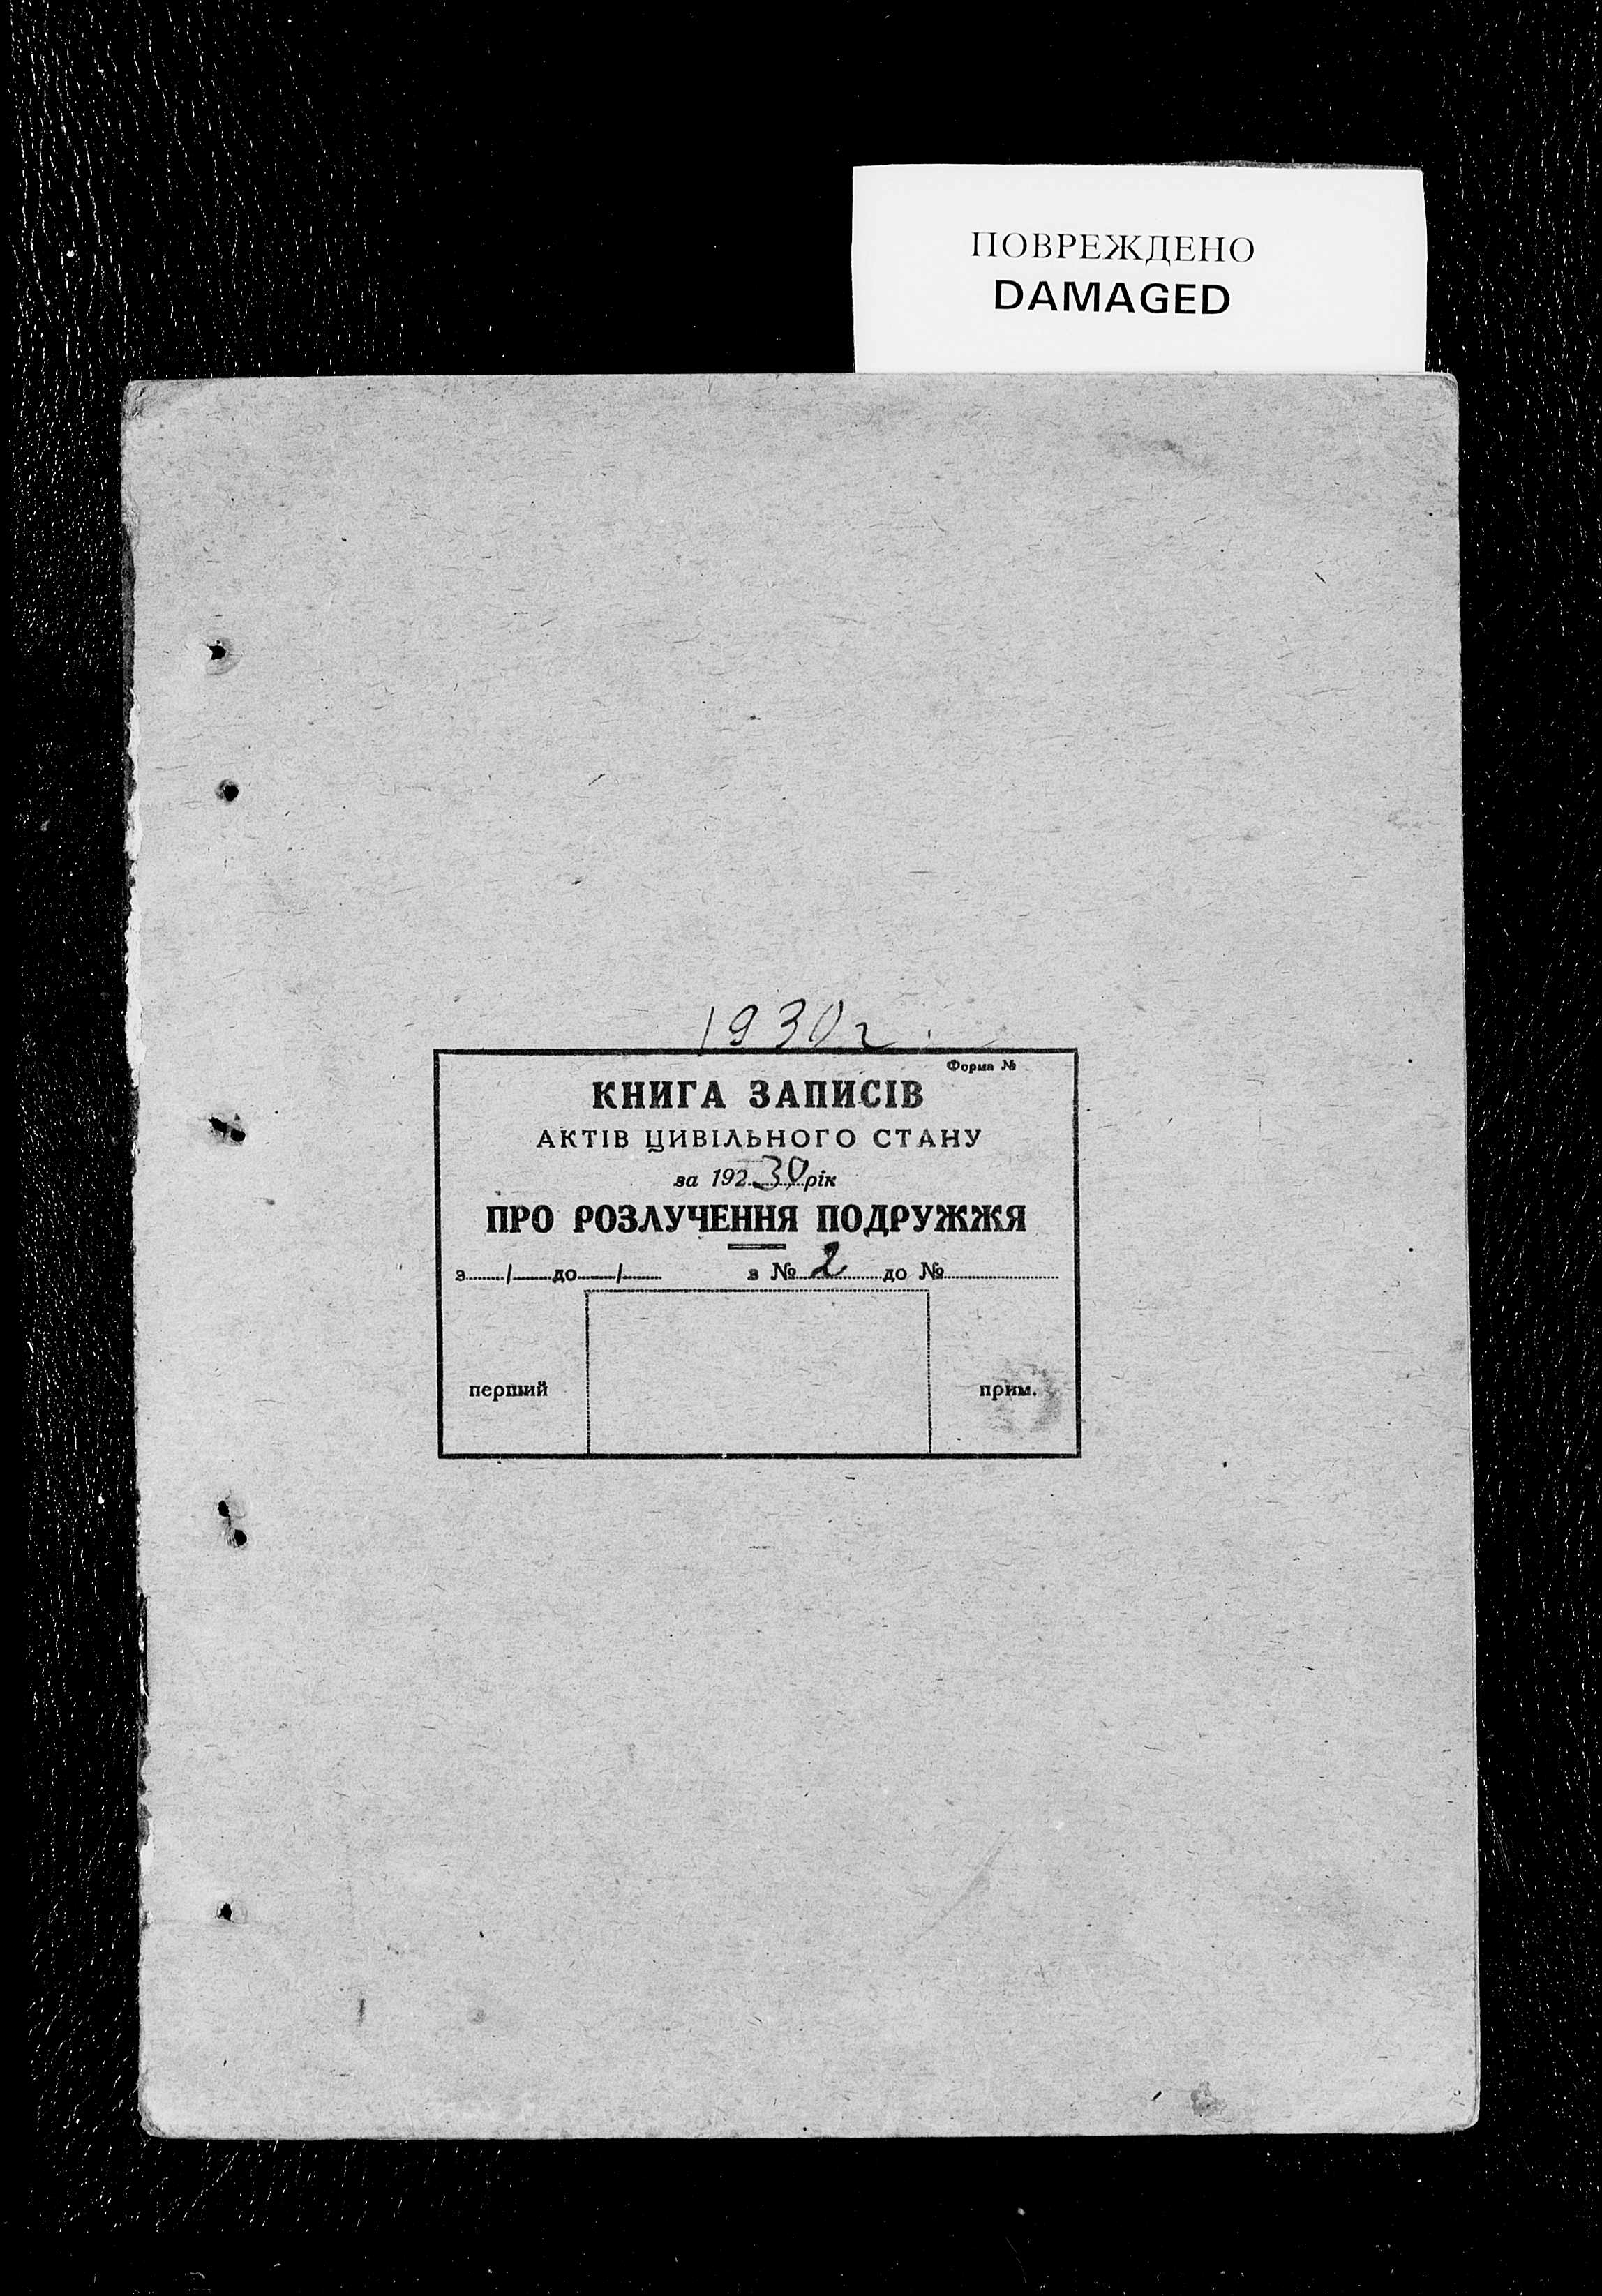 ПОВРЕЖДЕНО
DAMAGED
1930 г.
Форма №
КНИГА ЗАПИСІВ
АКТІВ ЦИВІЛЬНОГО СТАНУ
за 192 30 рік
ПРО РОЗЛУЧЕННЯ ПОДРУЖЖЯ
з......./.......до......./....... з № 2 до №
перший прим.